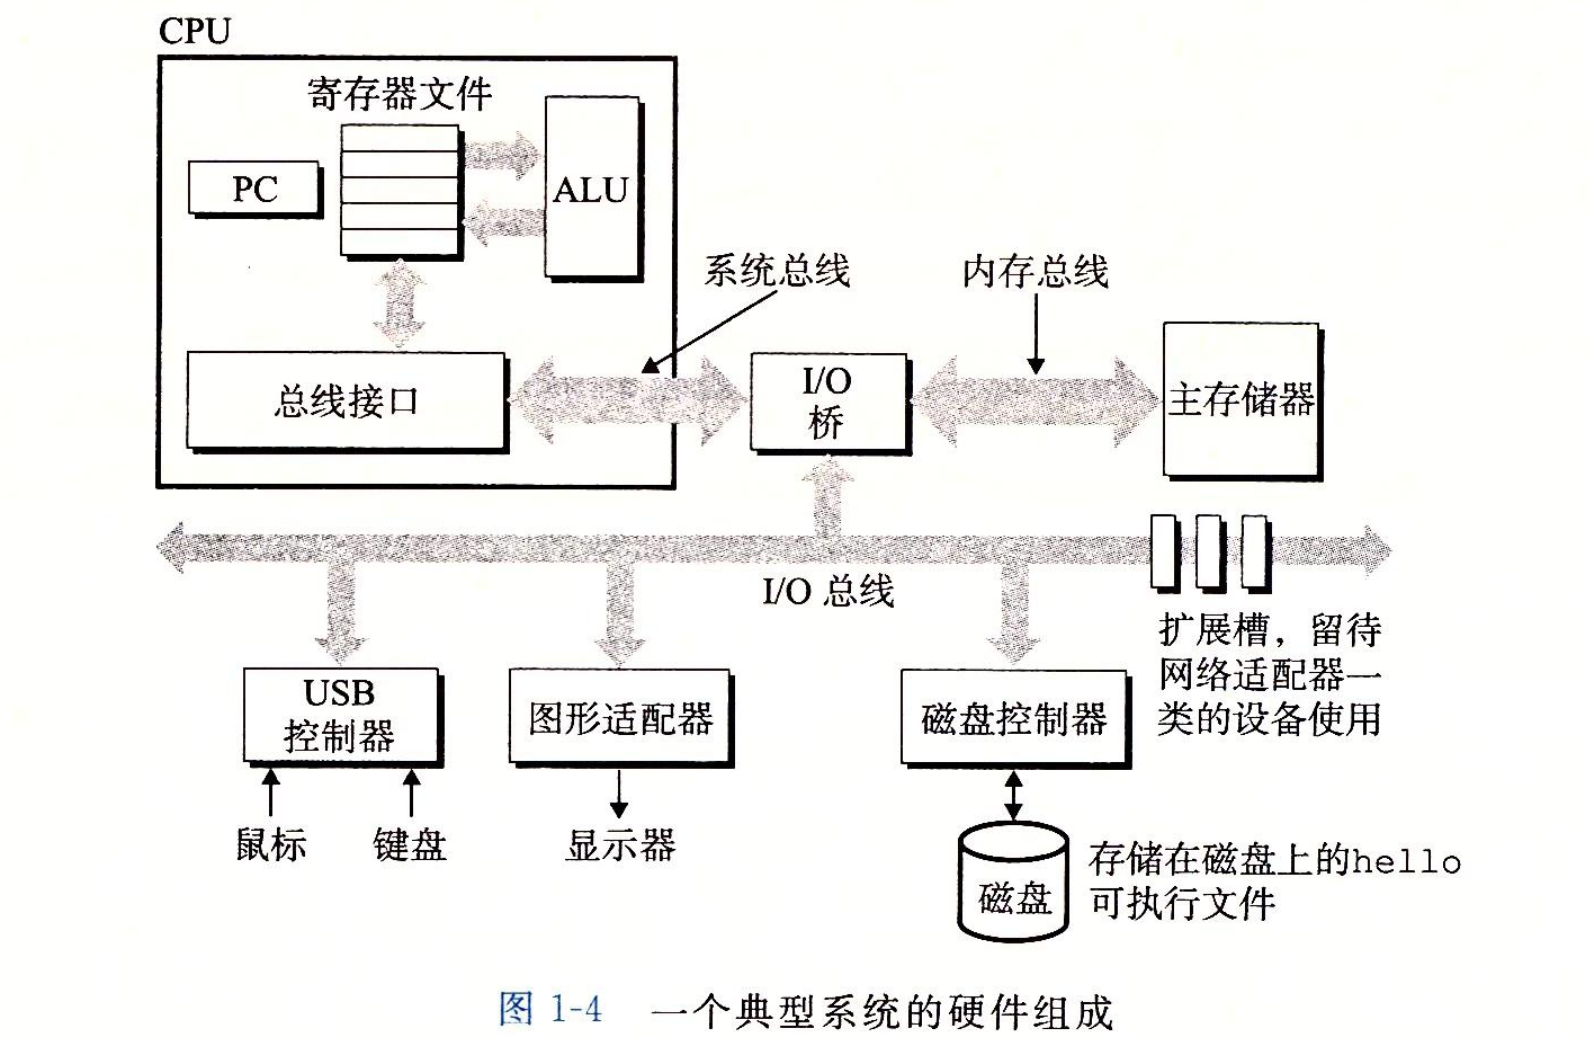 CPU
寄存器文件
PC
ALU
系统总线
内存总线
总线接口
I/O
桥
主存储器
I/O 总线
扩展槽，留待
网络适配器一
类的设备使用
USB
控制器
图形适配器
磁盘控制器
鼠标
键盘
显示器
磁盘
存储在磁盘上的hello
可执行文件
图 1-4 一个典型系统的硬件组成